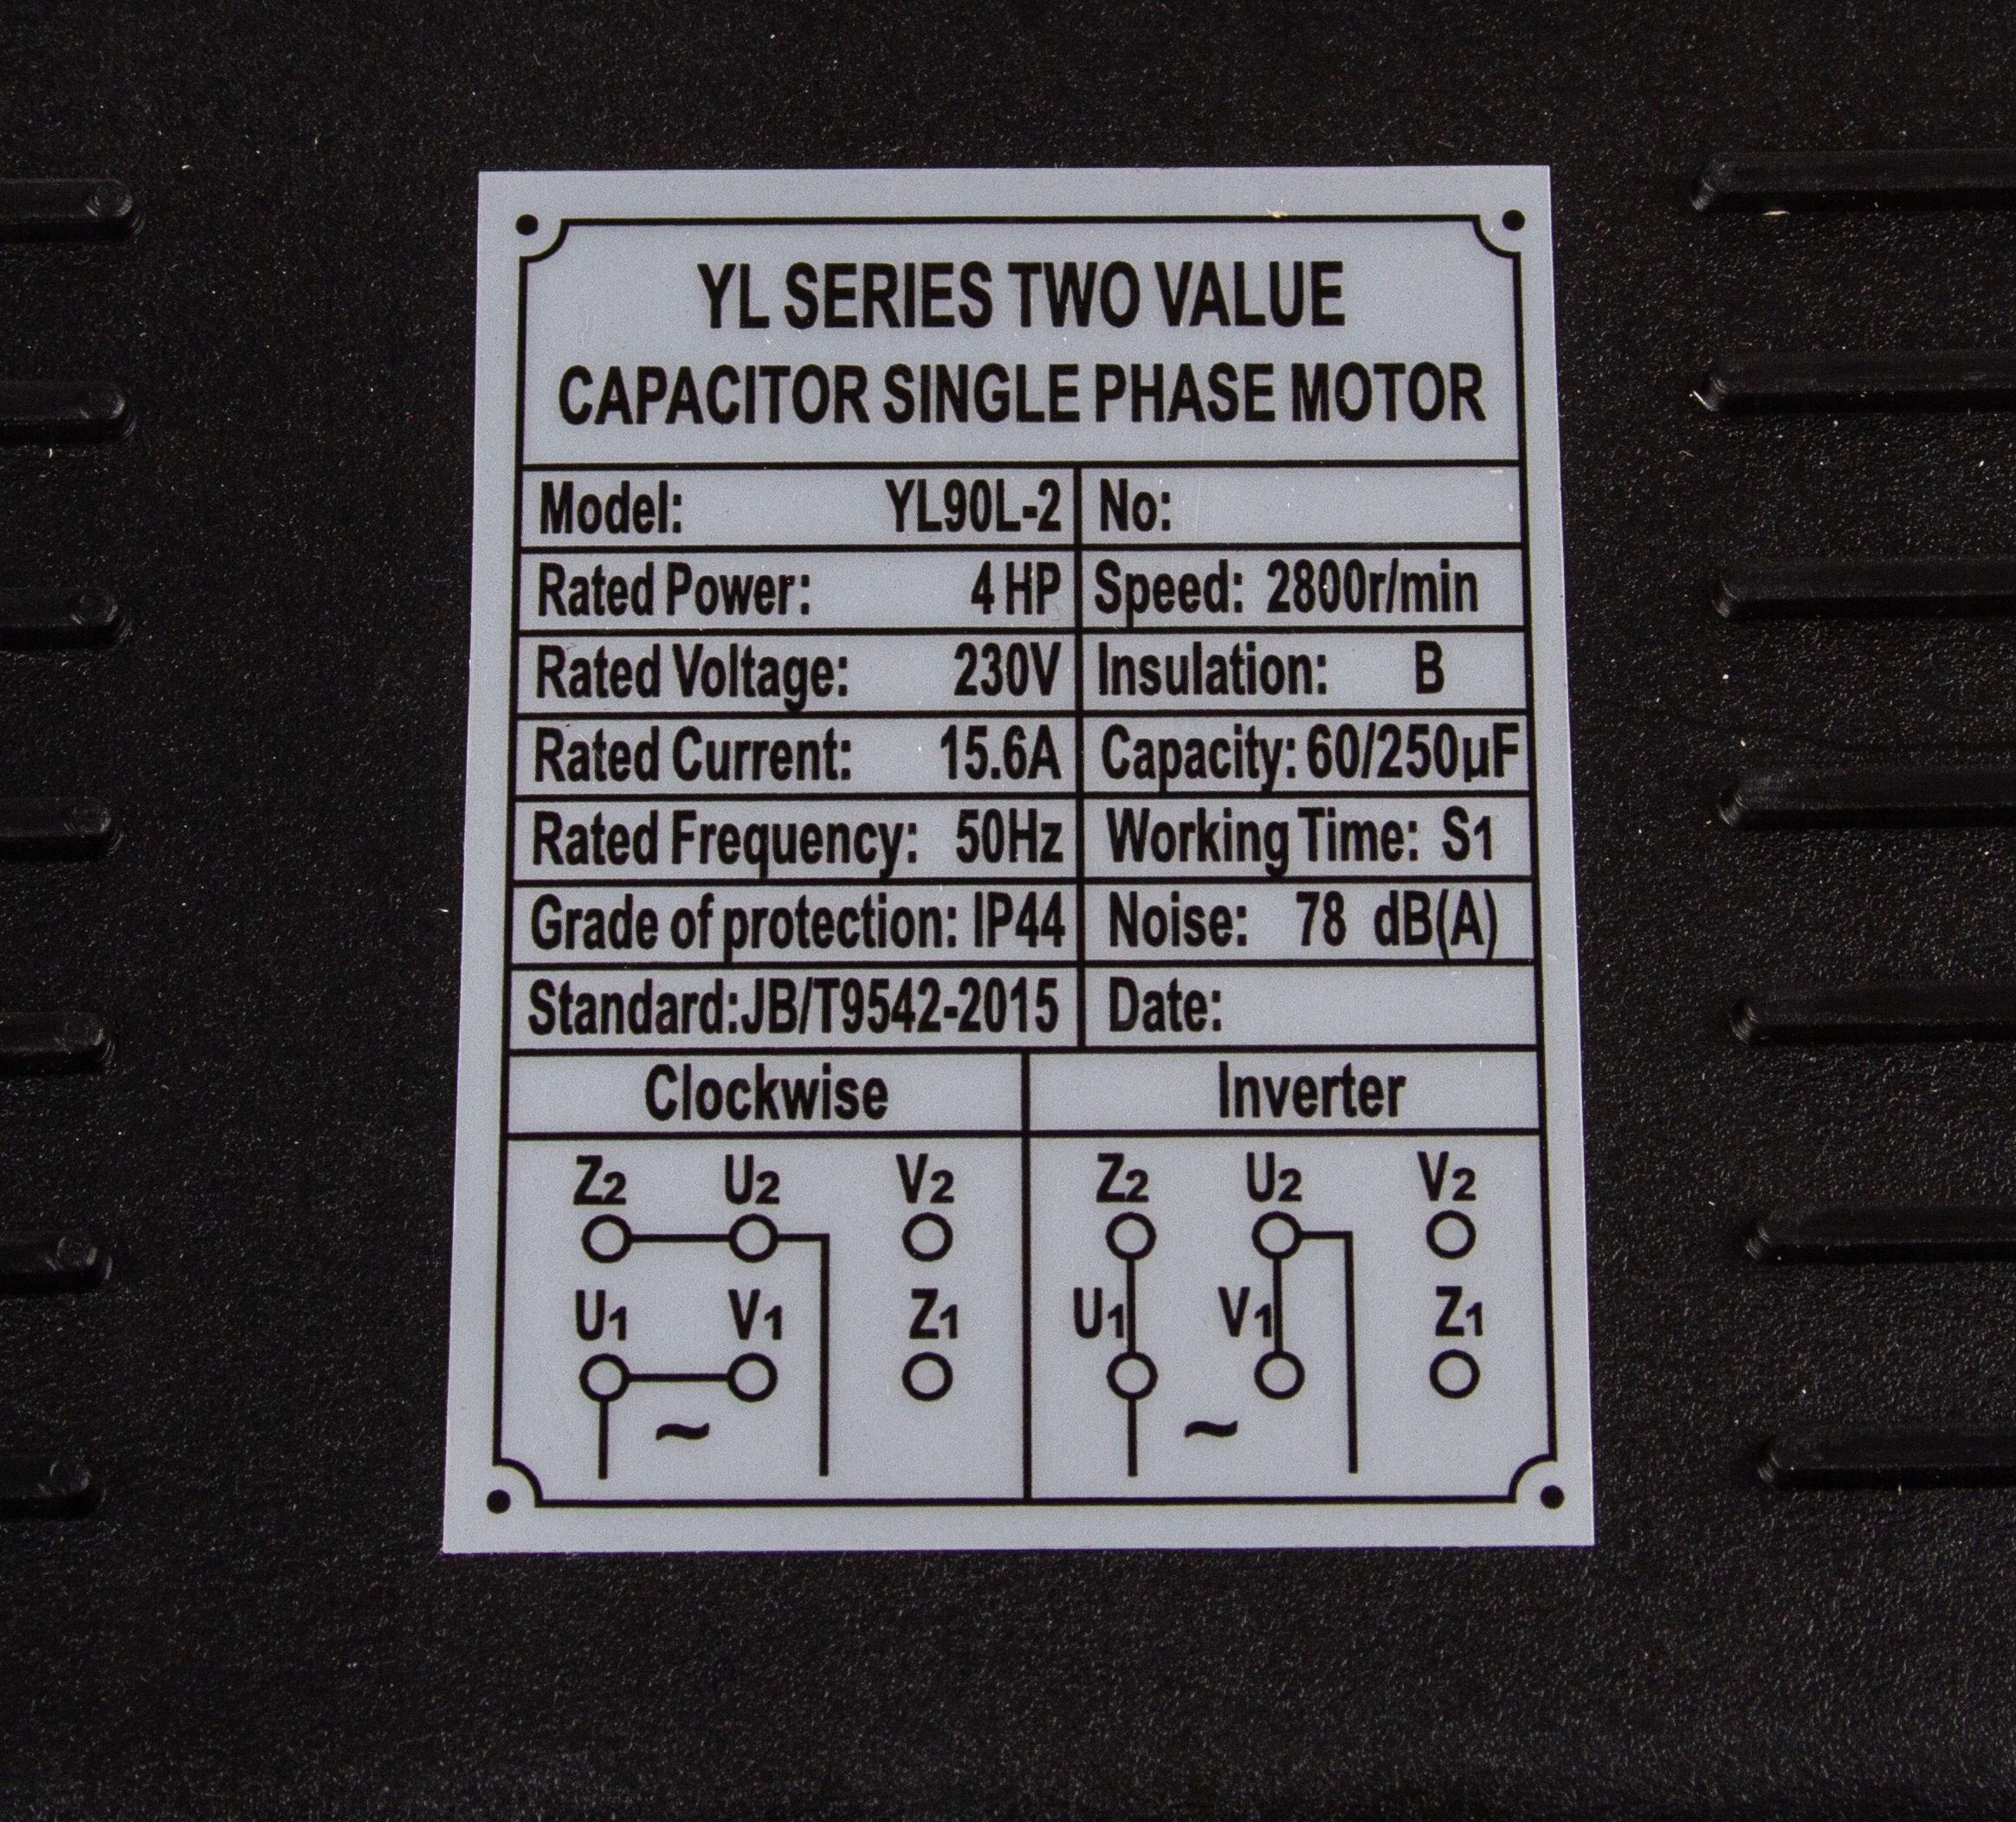 YL SERIES TWO VALUE
CAPACITOR SINGLE PHASE MOTOR
Model: YL90L-2 No:
Rated Power: 4 HP Speed: 2800r/min
Rated Voltage: 230V Insulation: B
Rated Current: 15.6A Capacity: 60/250µF
Rated Frequency: 50Hz Working Time: S1
Grade of protection: IP44 Noise: 78 dB(A)
Standard:JB/T9542-2015 Date:
Clockwise Inverter
Z2 U2 V2 Z2 U2 V2
U1 V1 Z1 U1 V1 Z1
~ ~